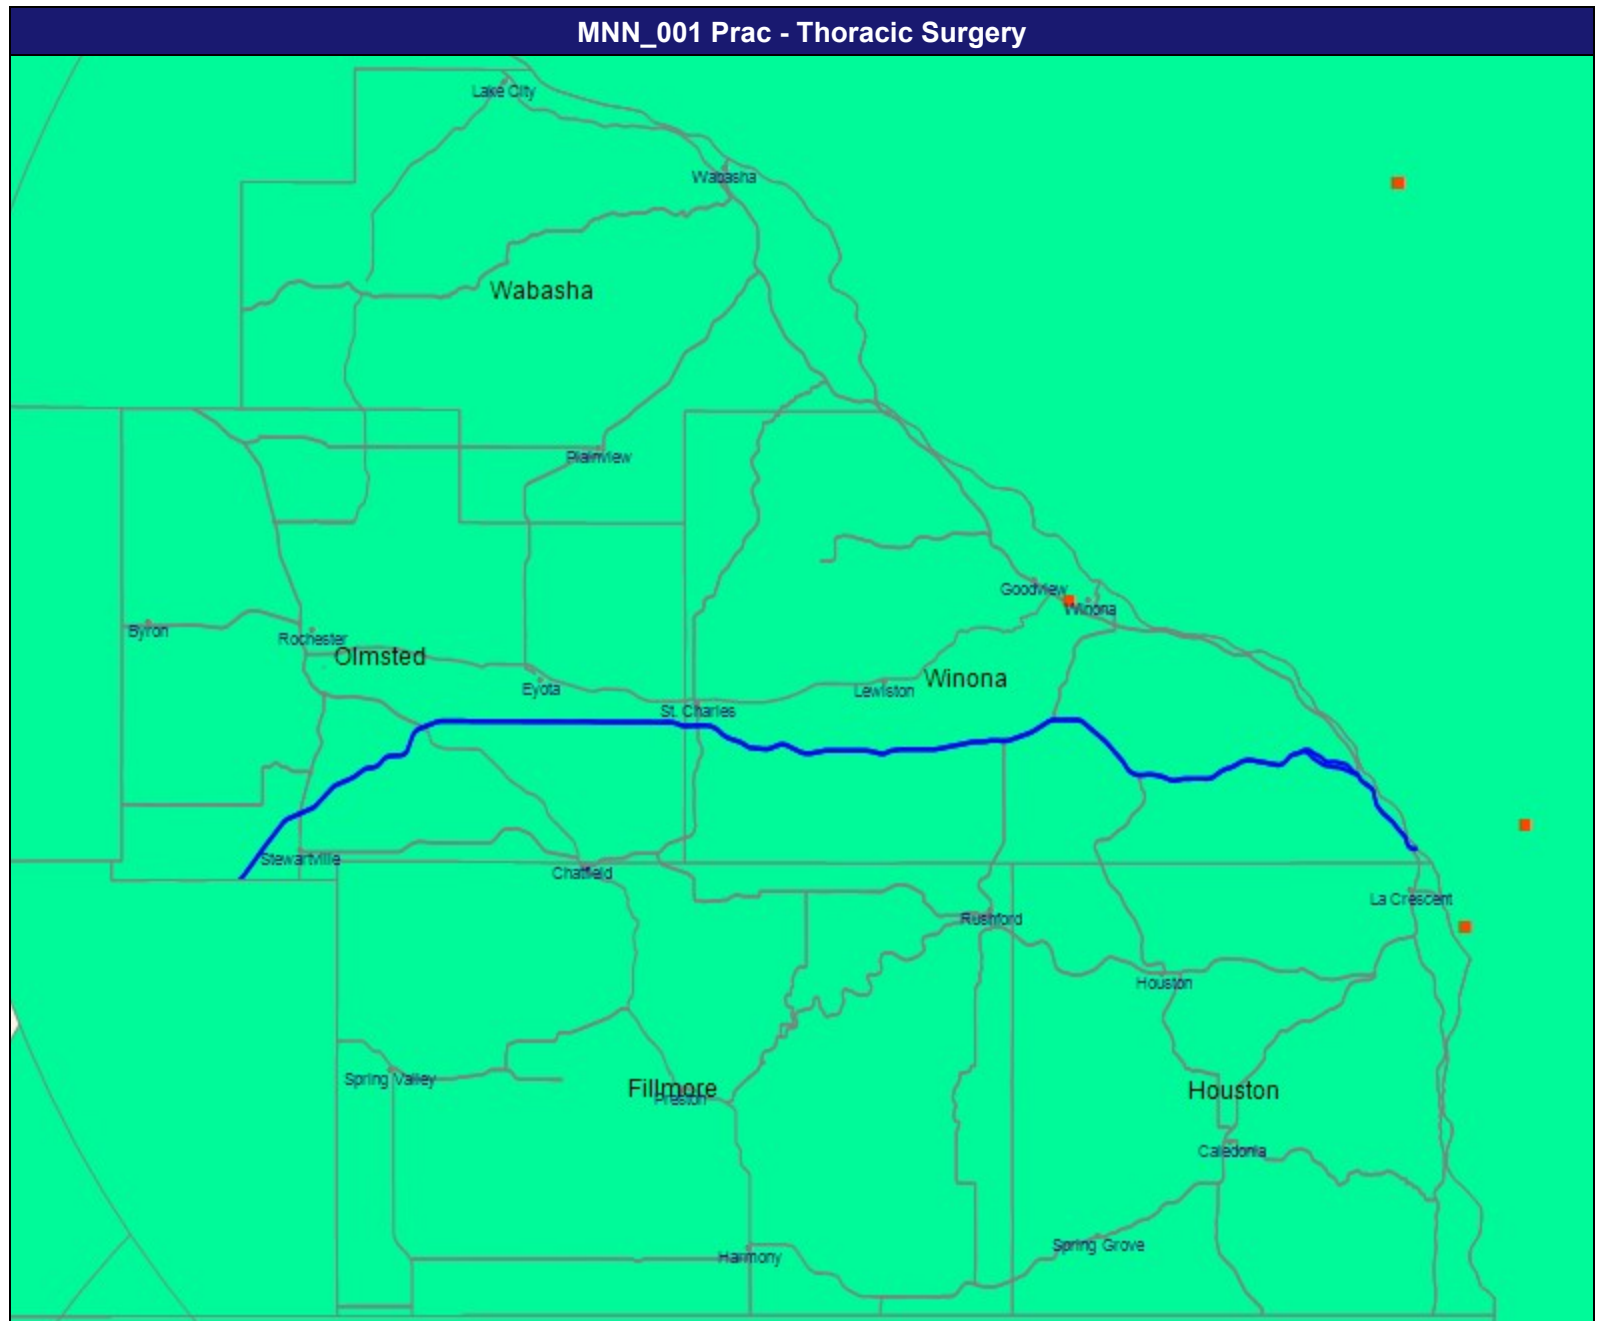 MNN_001 Prac - Thoracic Surgery
Lake City
Wabasha
Wabasha
Plainview
Goodview
Winona
Byron
Rochester
Olmsted
Eyota
Lewiston
Winona
St. Charles
Stewartville
Chatfield
La Crescent
Rushford
Houston
Spring Valley
Fillmore
Preston
Houston
Caledonia
Spring Grove
Harmony